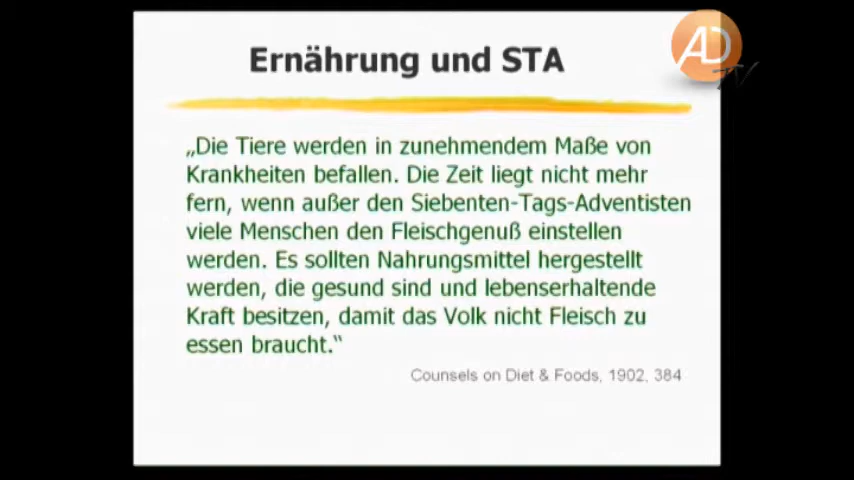 Ernährung und STA
AD
TV
„Die Tiere werden in zunehmendem Maße von
Krankheiten befallen. Die Zeit liegt nicht mehr
fern, wenn außer den Siebenten-Tags-Adventisten
viele Menschen den Fleischgenuß einstellen
werden. Es sollten Nahrungsmittel hergestellt
werden, die gesund sind und lebenserhaltende
Kraft besitzen, damit das Volk nicht Fleisch zu
essen braucht.“
Counsels on Diet & Foods, 1902, 384